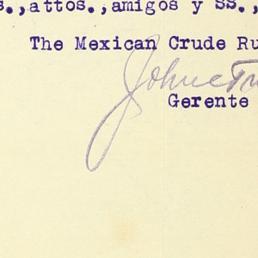 s.,attos.,amigos y SS.,
The Mexican Crude Ru
Gerente